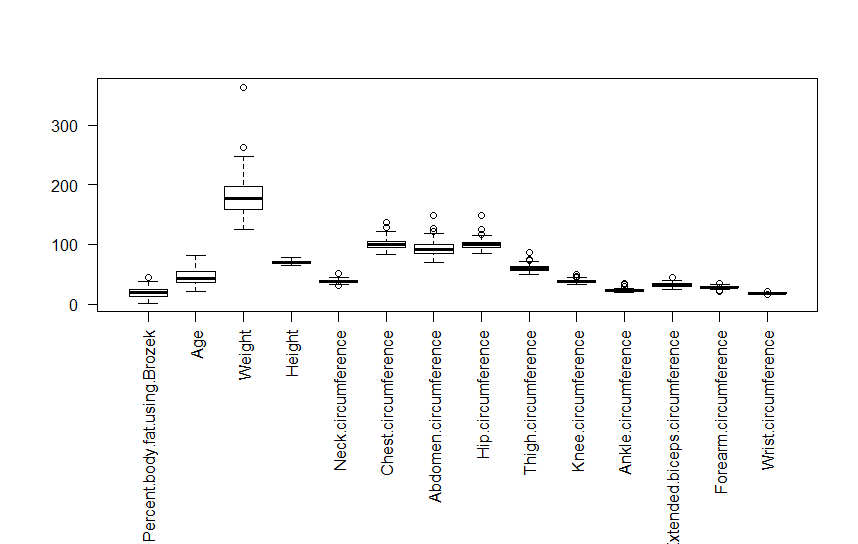 300
200
100
0
Percent.body.fat.using.Brozek
Age
Weight
Height
Neck.circumference
Chest.circumference
Abdomen.circumference
Hip.circumference
Thigh.circumference
Knee.circumference
Ankle.circumference
xtended.biceps.circumference
Forearm.circumference
Wrist.circumference